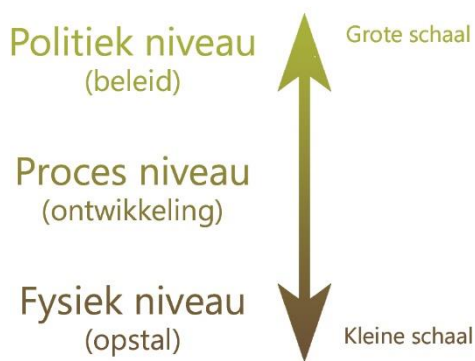 Politiek niveau
(beleid)
Grote schaal
Proces niveau
(ontwikkeling)
Fysiek niveau
(opstal)
Kleine schaal